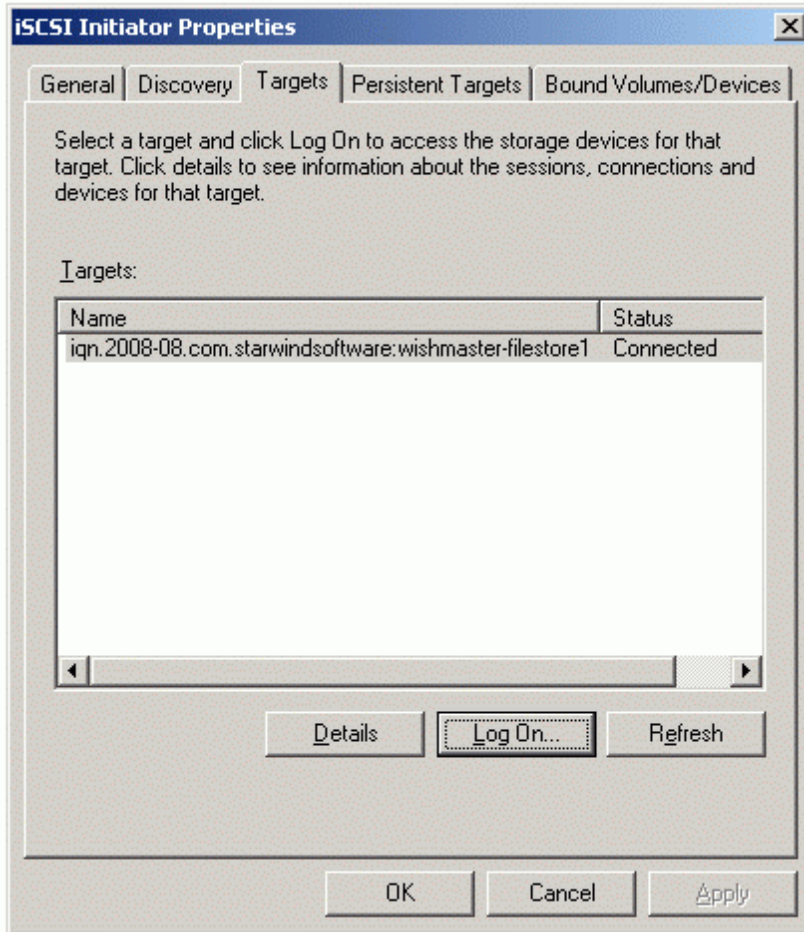 iSCSI Initiator Properties
General Discovery Targets Persistent Targets Bound Volumes/Devices
Select a target and click Log On to access the storage devices for that
target. Click details to see information about the sessions, connections and
devices for that target.
Targets:
Name Status
iqn.2008-08.com.starwindsoftware:wishmaster-filestore1 Connected
Details Log On... Refresh
OK Cancel Apply